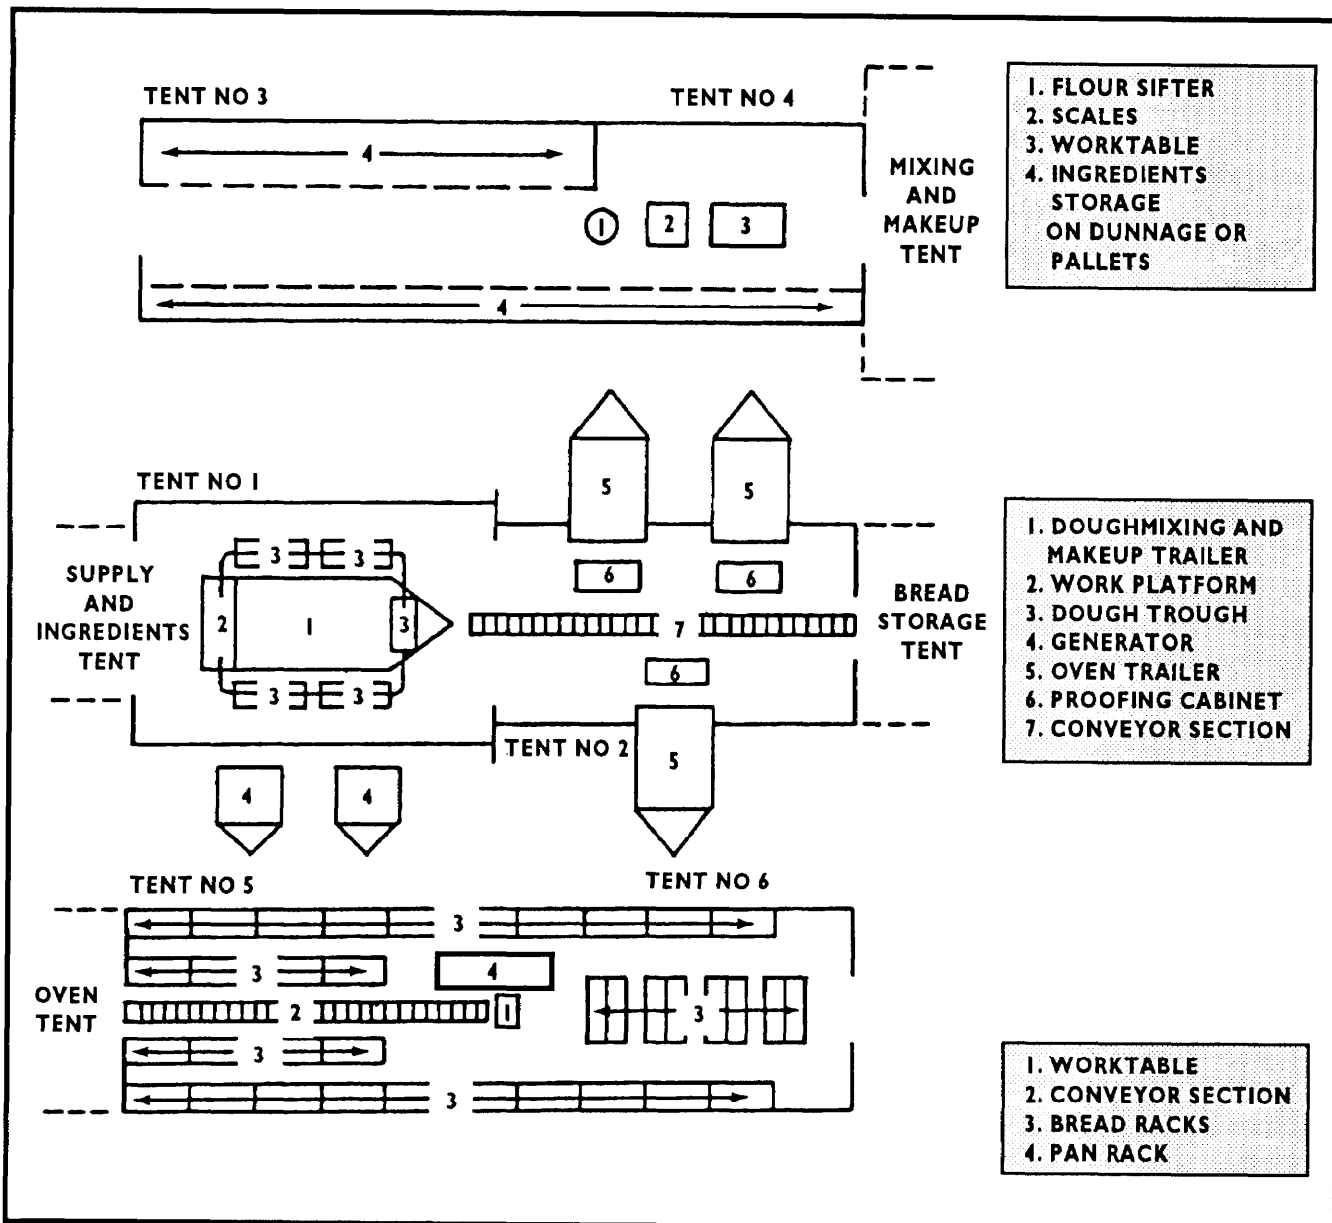 TENT NO 3
TENT NO 4
4
1
2
3
4
MIXING
AND
MAKEUP
TENT
1. FLOUR SIFTER
2. SCALES
3. WORKTABLE
4. INGREDIENTS
STORAGE
ON DUNNAGE OR
PALLETS
TENT NO 1
SUPPLY
AND
INGREDIENTS
TENT
3 3
2 1 3
3 3
5 5
6 6
7
6
5
TENT NO 2
4 4
BREAD
STORAGE
TENT
1. DOUGHMIXING AND
MAKEUP TRAILER
2. WORK PLATFORM
3. DOUGH TROUGH
4. GENERATOR
5. OVEN TRAILER
6. PROOFING CABINET
7. CONVEYOR SECTION
TENT NO 5
TENT NO 6
OVEN
TENT
3
3 4
2 1 3
3
3
1. WORKTABLE
2. CONVEYOR SECTION
3. BREAD RACKS
4. PAN RACK